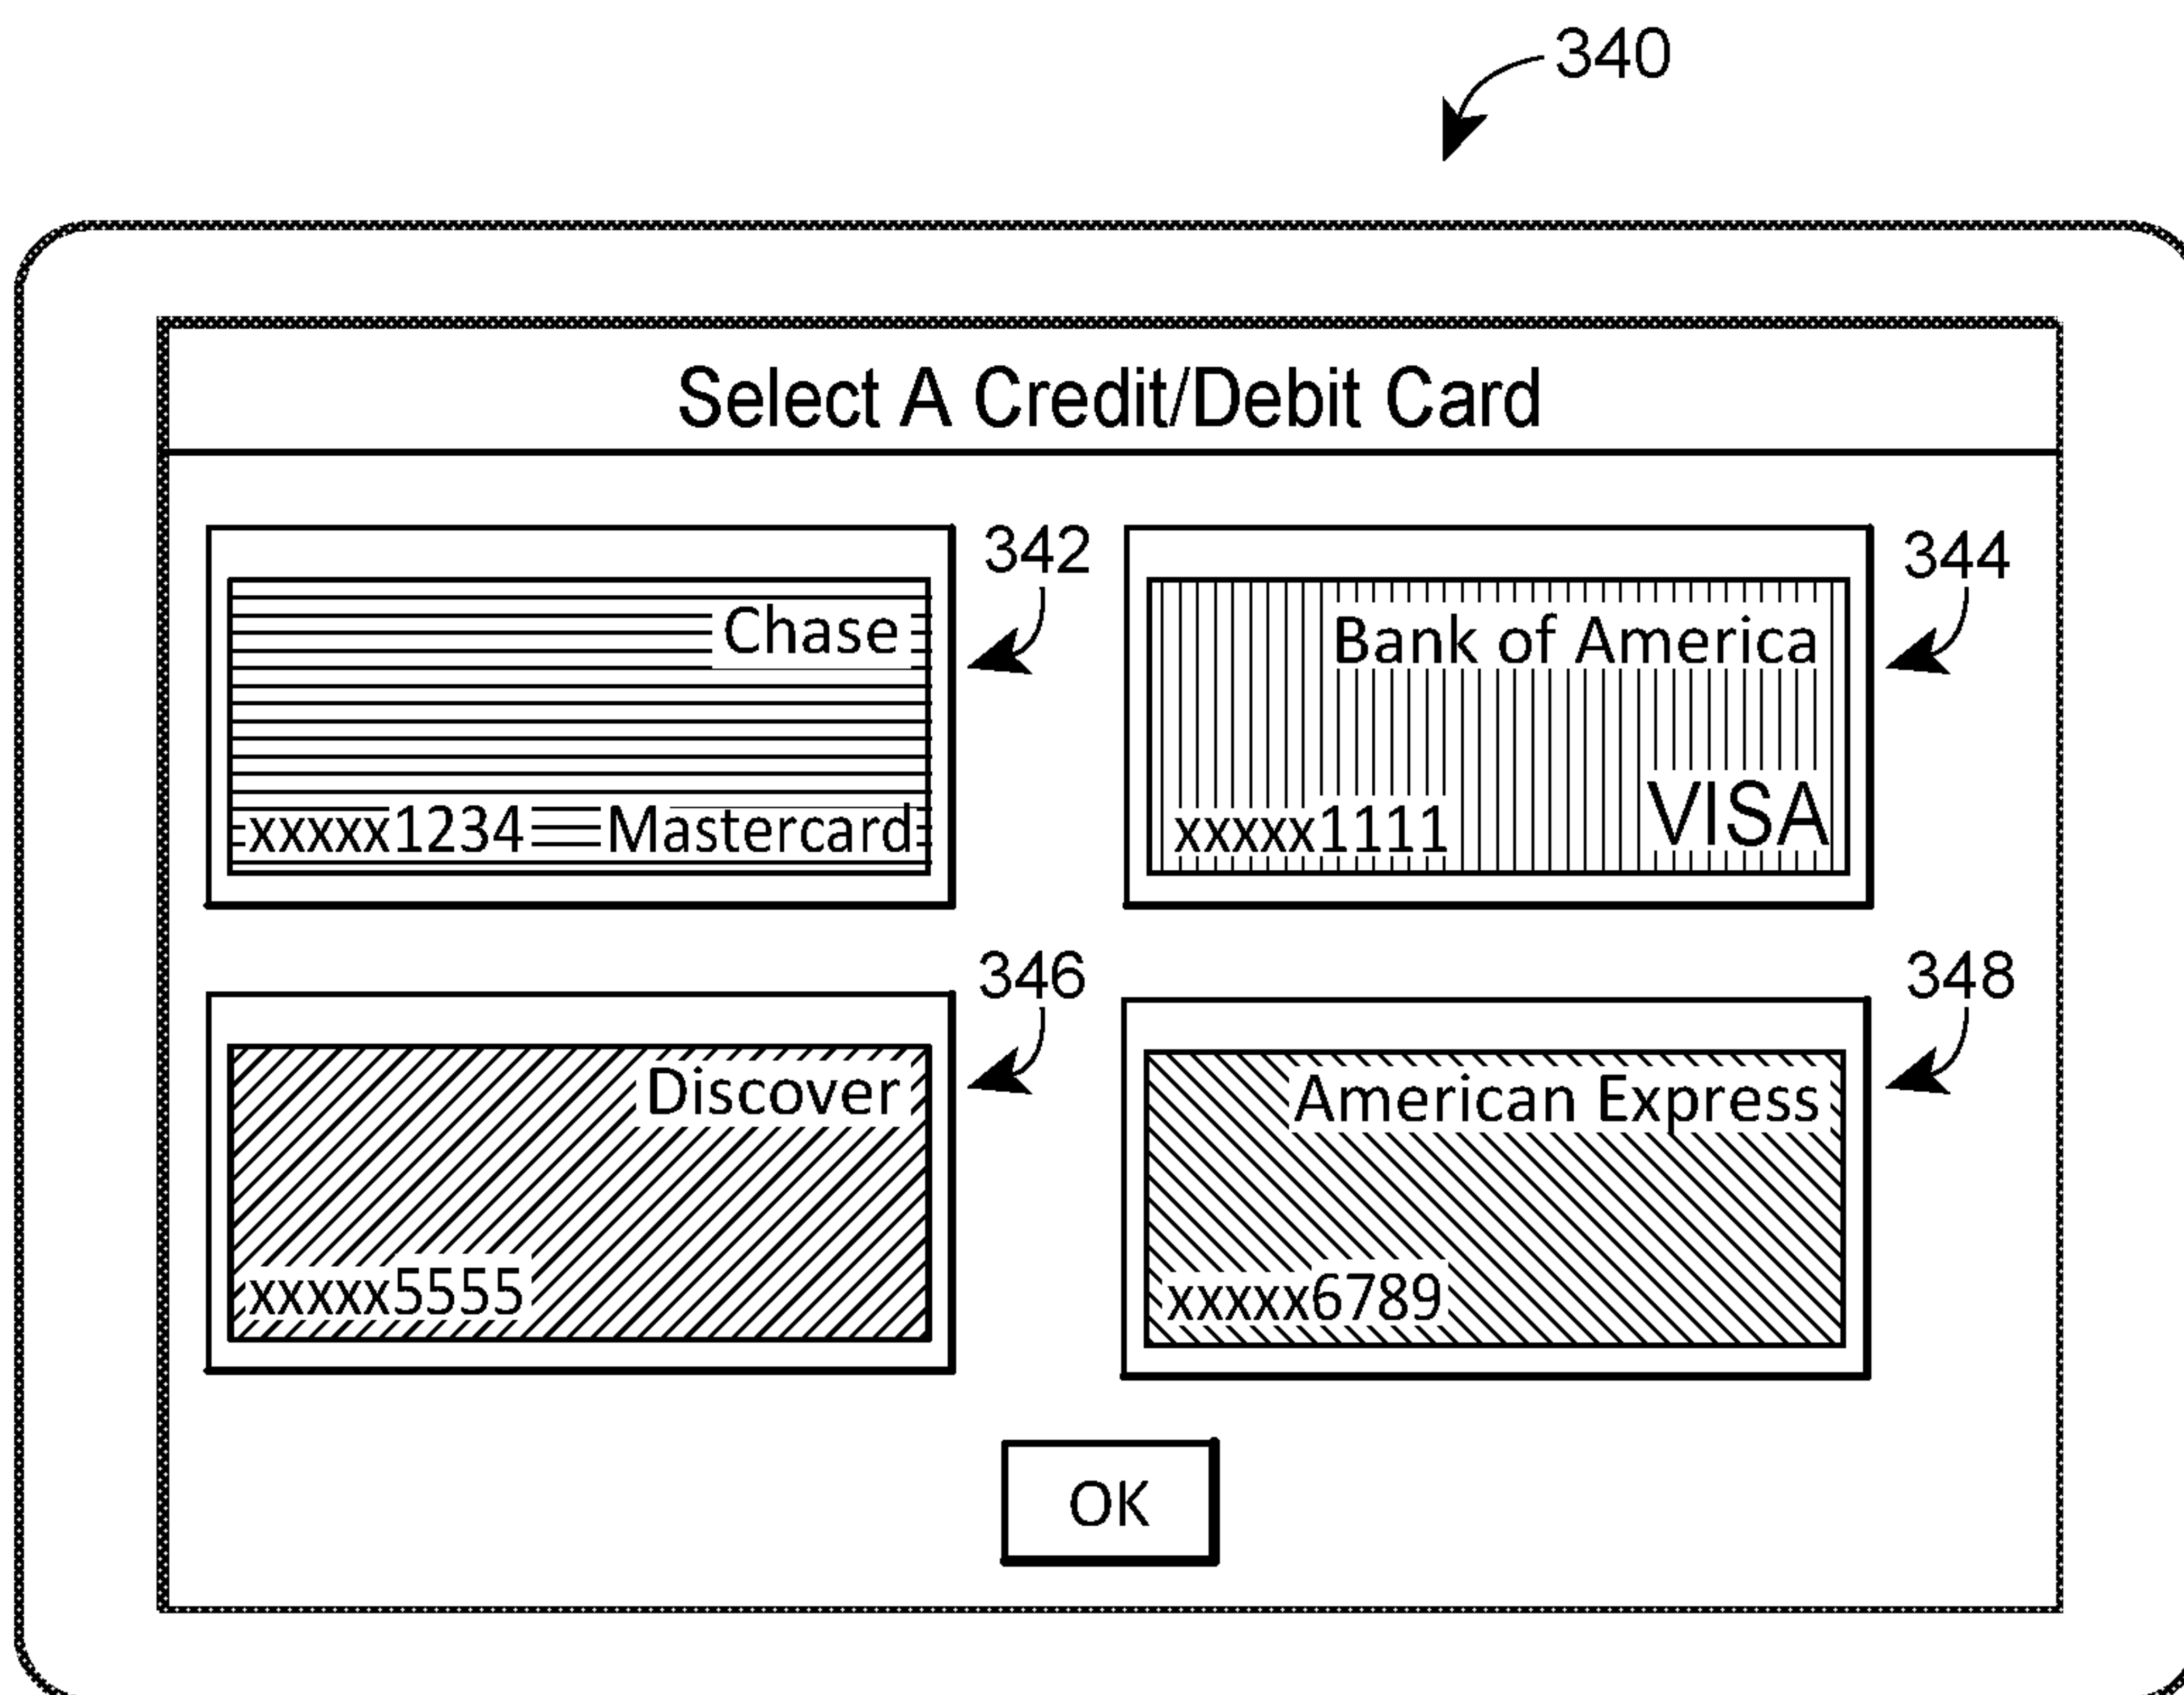 340
Select A Credit/Debit Card
342
344
Chase
Bank of America
xxxxx1234 Mastercard
xxxxx1111 VISA
346
348
Discover
American Express
xxxxx5555
xxxxx6789
OK